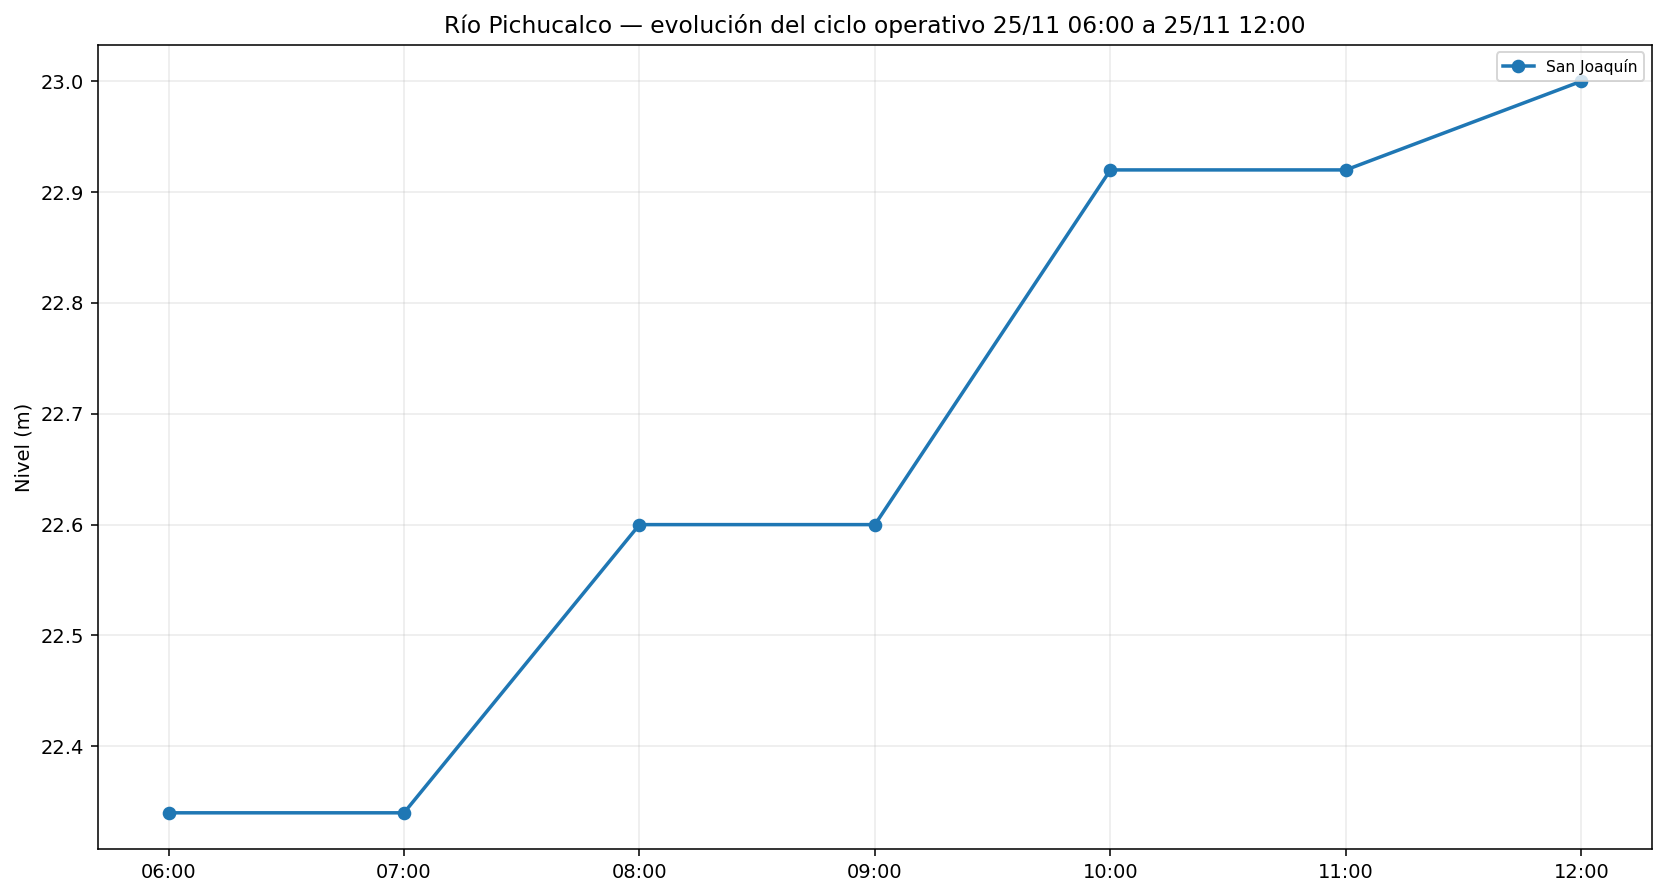 Río Pichucalco — evolución del ciclo operativo 25/11 06:00 a 25/11 12:00
San Joaquín
Nivel (m)
23.0
22.9
22.8
22.7
22.6
22.5
22.4
06:00 07:00 08:00 09:00 10:00 11:00 12:00